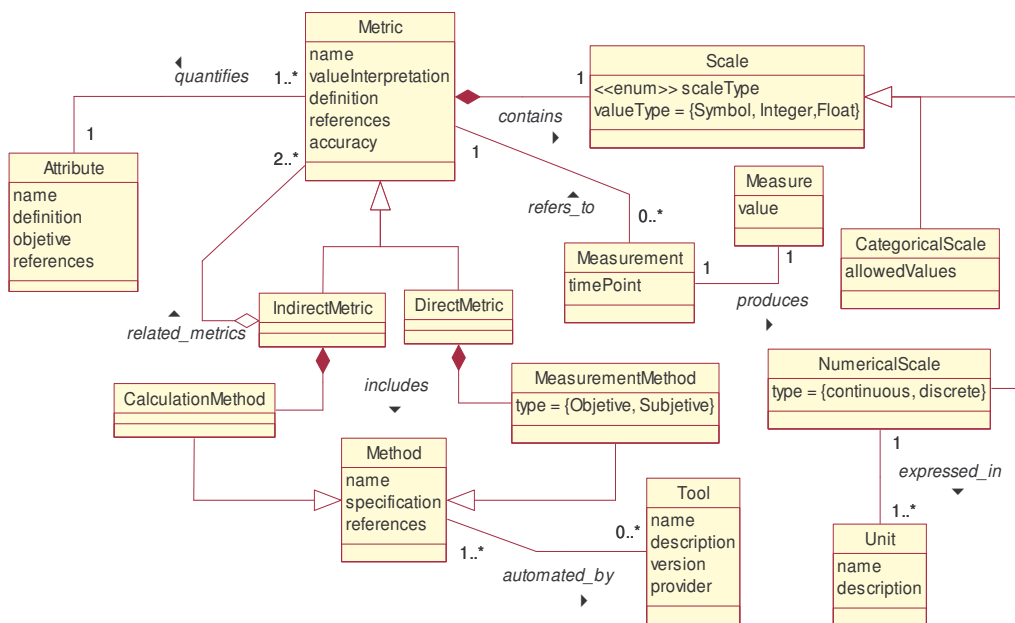 Metric
name
valueInterpretation
definition
references
accuracy
quantifies
1..*
1
2..*
Attribute
name
definition
objetive
references
1
contains
Scale
<<enum>> scaleType
valueType = {Symbol, Integer,Float}
1
refers_to
0..*
Measure
value
Measurement
timePoint
1
1
produces
CategoricalScale
allowedValues
IndirectMetric
DirectMetric
related_metrics
includes
CalculationMethod
MeasurementMethod
type = {Objetive, Subjetive}
NumericalScale
type = {continuous, discrete}
1
expressed_in
1..*
Method
name
specification
references
1..*
0..*
automated_by
Tool
name
description
version
provider
Unit
name
description